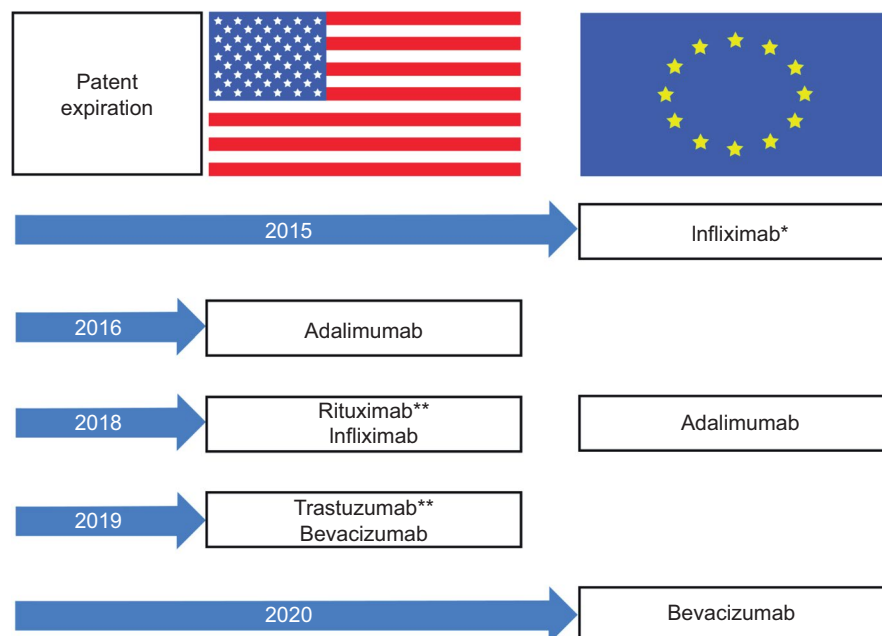 Patent
expiration
2015
Infliximab*
2016
Adalimumab
2018
Rituximab**
Infliximab
Adalimumab
2019
Trastuzumab**
Bevacizumab
2020
Bevacizumab